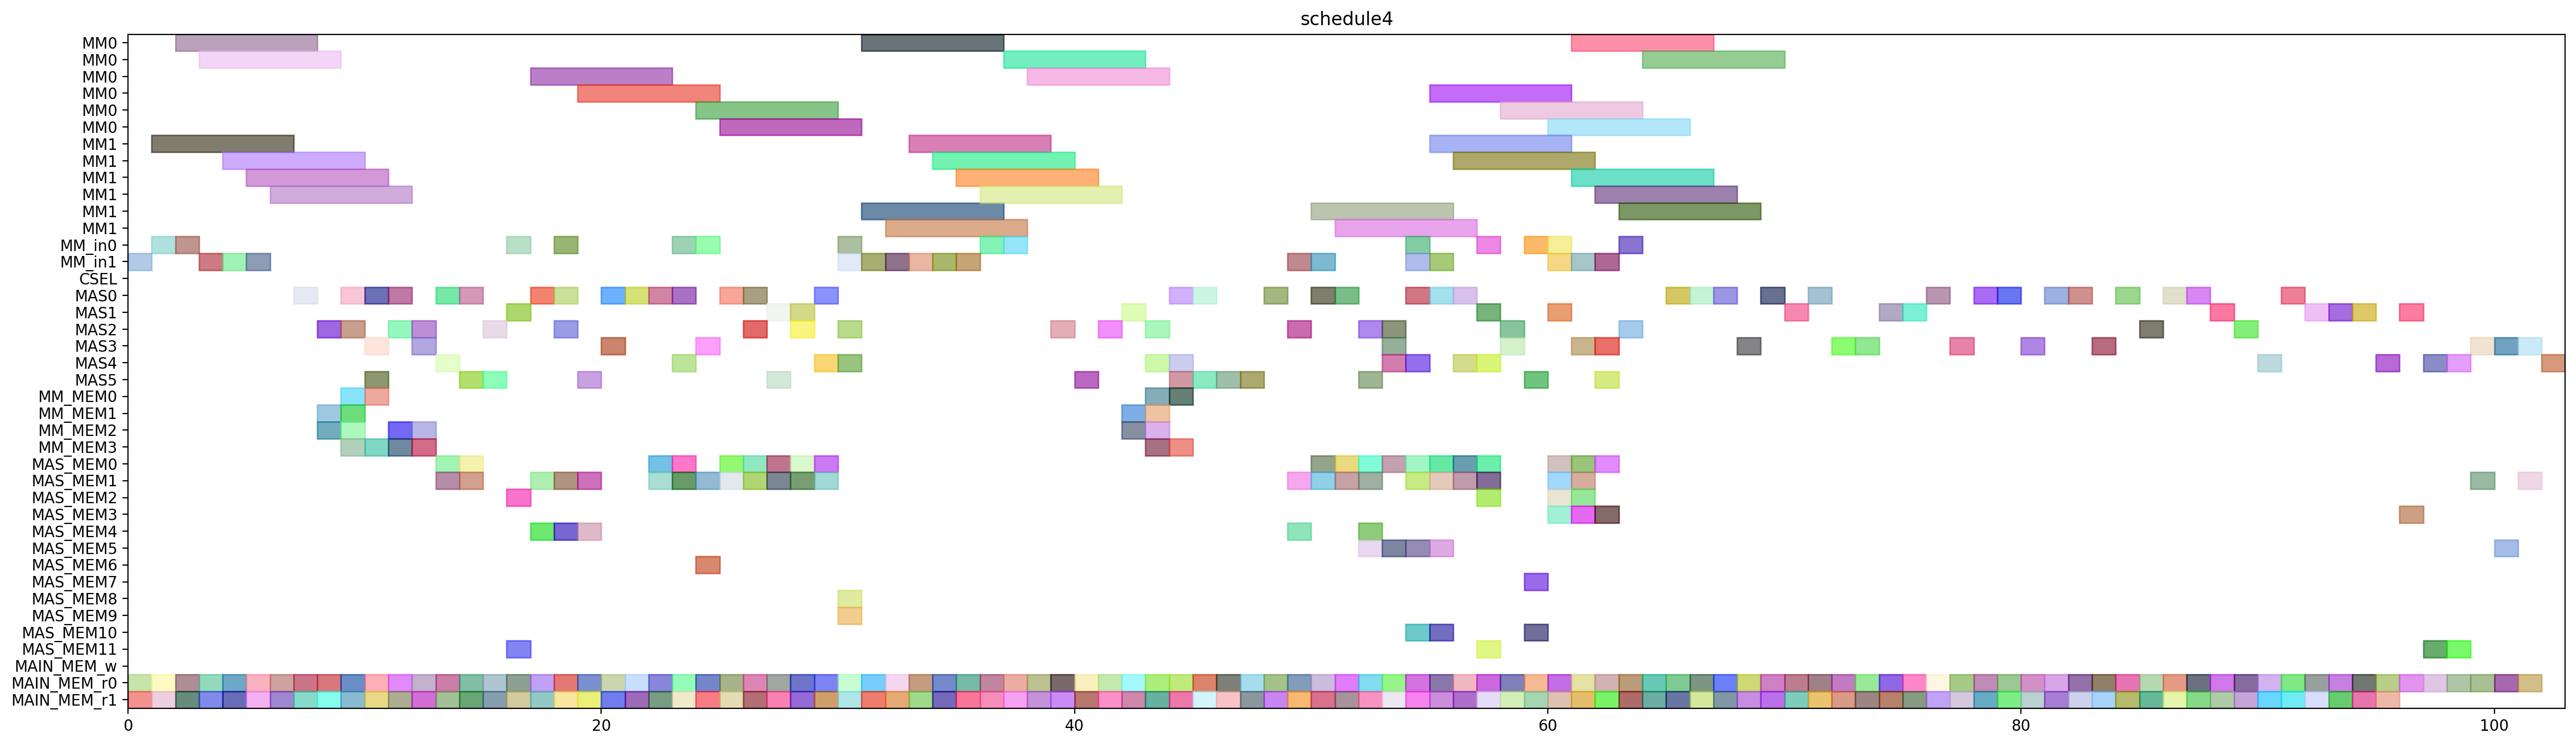 schedule4
MM0
MM0
MM0
MM0
MM0
MM0
MM1
MM1
MM1
MM1
MM1
MM1
MM_in0
MM_in1
CSEL
MAS0
MAS1
MAS2
MAS3
MAS4
MAS5
MM_MEM0
MM_MEM1
MM_MEM2
MM_MEM3
MAS_MEM0
MAS_MEM1
MAS_MEM2
MAS_MEM3
MAS_MEM4
MAS_MEM5
MAS_MEM6
MAS_MEM7
MAS_MEM8
MAS_MEM9
MAS_MEM10
MAS_MEM11
MAIN_MEM_w
MAIN_MEM_r0
MAIN_MEM_r1
0 20 40 60 80 100